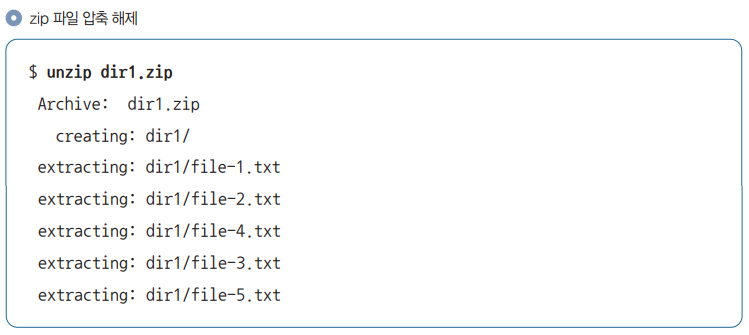 zip 파일 압축 해제
$ unzip dir1.zip
Archive:  dir1.zip
creating: dir1/
extracting: dir1/file-1.txt
extracting: dir1/file-2.txt
extracting: dir1/file-4.txt
extracting: dir1/file-3.txt
extracting: dir1/file-5.txt